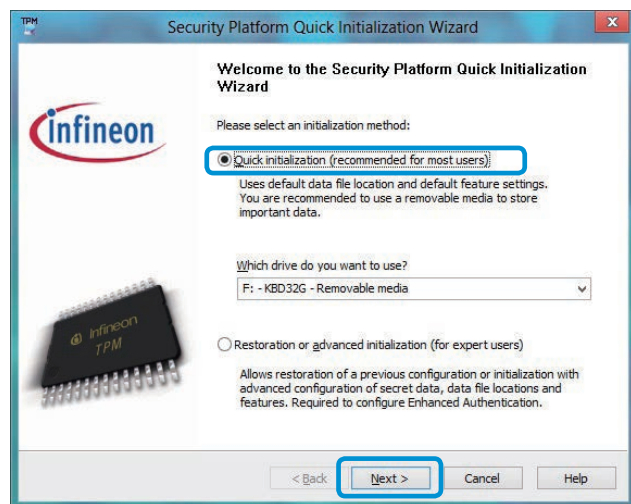 TPM
Security Platform Quick Initialization Wizard
x
infineon
Welcome to the Security Platform Quick Initialization
Wizard
Please select an initialization method:
Quick initialization (recommended for most users)
Uses default data file location and default feature settings.
You are recommended to use a removable media to store
important data.
Which drive do you want to use?
F: - KBD32G - Removable media
infineon
TPM
Restoration or advanced initialization (for expert users)
Allows restoration of a previous configuration or initialization with
advanced configuration of secret data, data file locations and
features. Required to configure Enhanced Authentication.
< Back
Next >
Cancel
Help